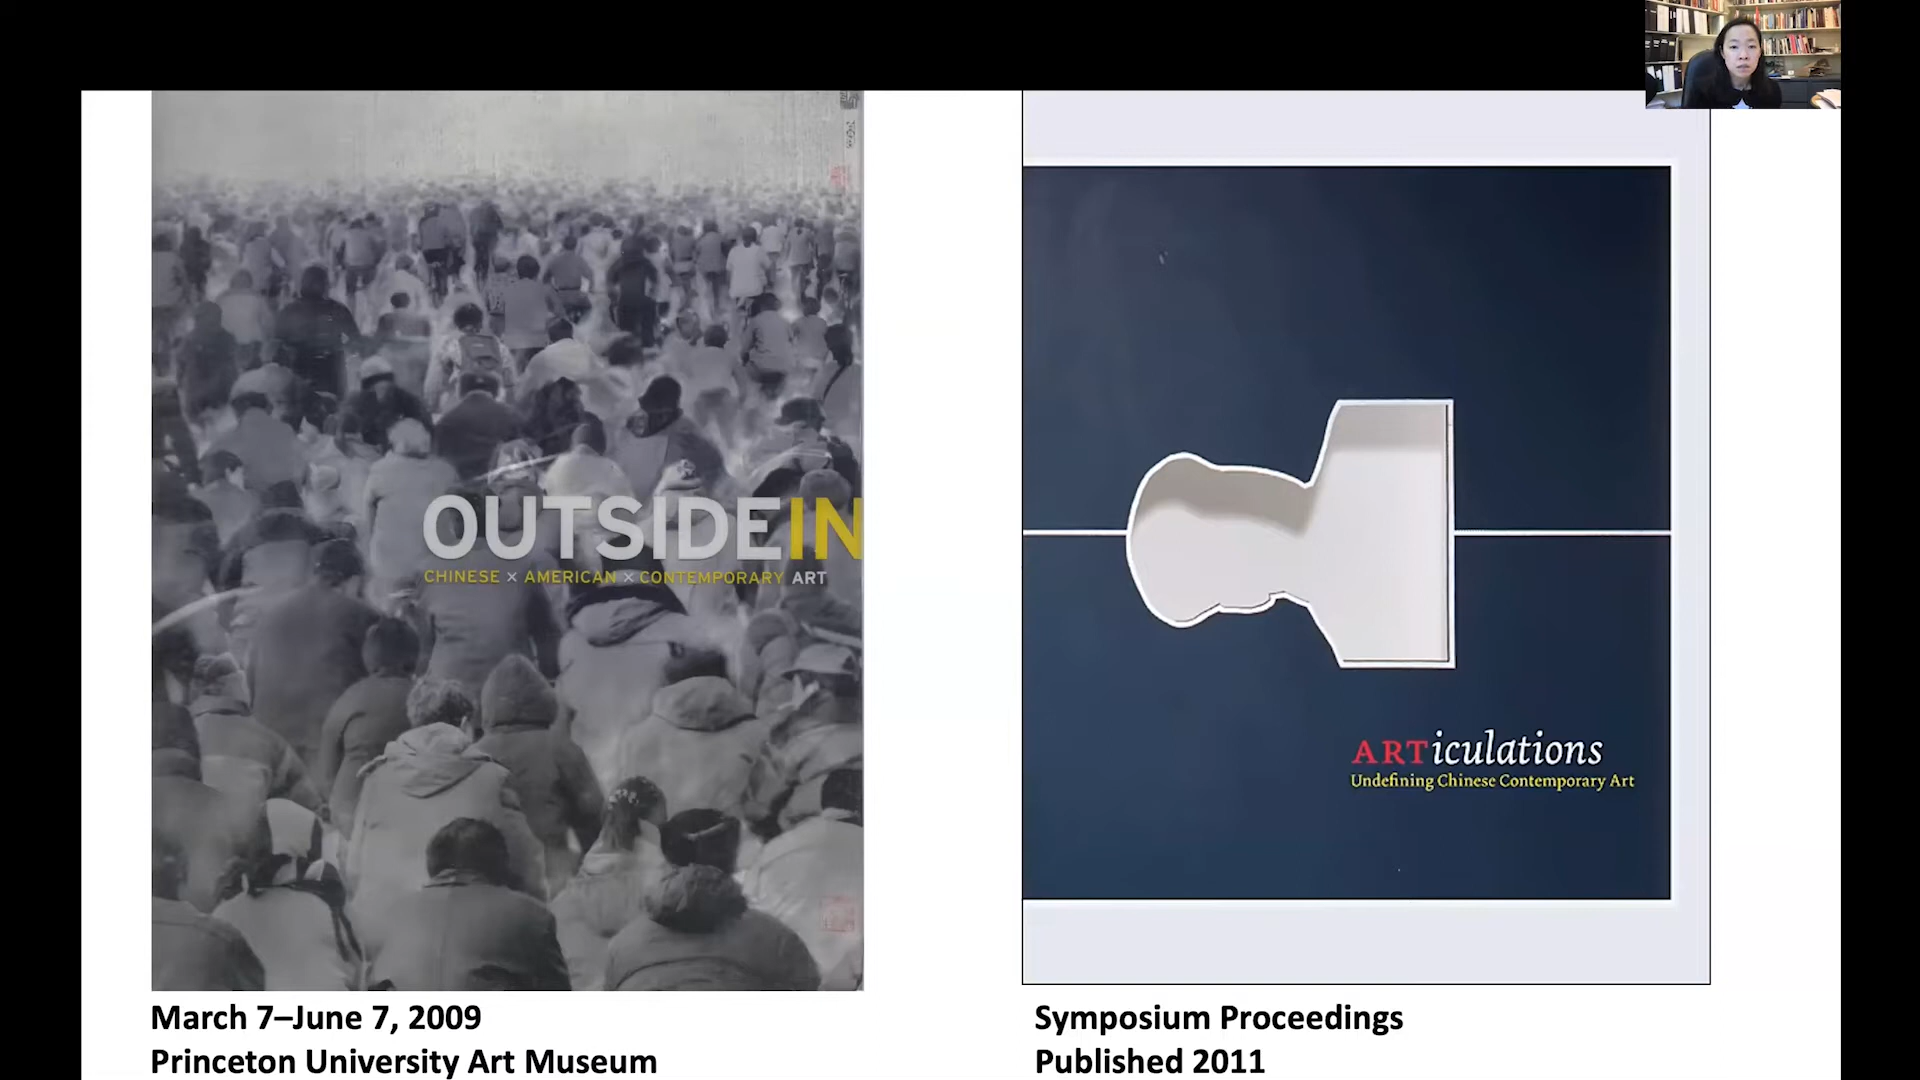 OUTSIDEIN
CHINESE × AMERICAN × CONTEMPORARY ART
March 7–June 7, 2009
Princeton University Art Museum
ARTiculations
Undefining Chinese Contemporary Art
Symposium Proceedings
Published 2011